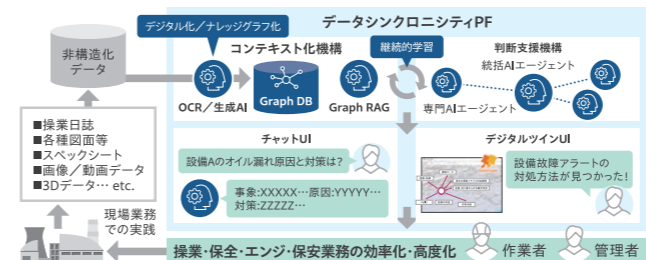 データシンクロニシティPF
デジタル化／ナレッジグラフ化
非構造化
データ
コンテキスト化機構
継続的学習
判断支援機構
統括AIエージェント
OCR／生成AI
Graph DB
Graph RAG
専門AIエージェント
■操業日誌
■各種図面等
■スペックシート
■画像／動画データ
■3Dデータ… etc.
チャットUI
設備Aのオイル漏れ原因と対策は?
事象:XXXXX…原因:YYYYY…
対策:ZZZZZ…
デジタルツインUI
設備故障アラートの
対処方法が見つかった!
現場業務
での実践
操業・保全・エンジ・保安業務の効率化・高度化
作業者
管理者